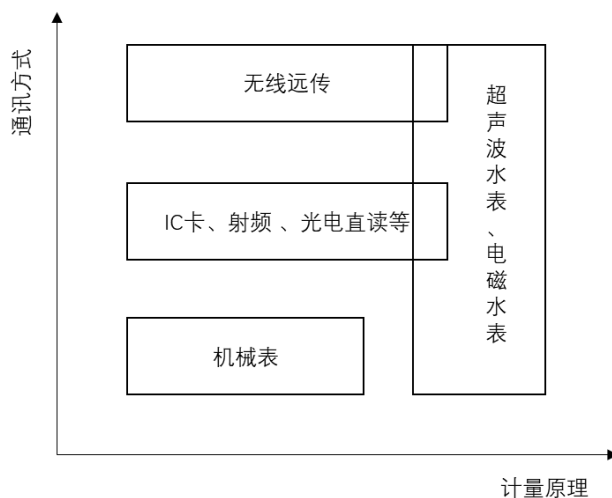 通讯方式
无线远传
IC卡、射频 、光电直读等
机械表
超声波水表、电磁水表
计量原理